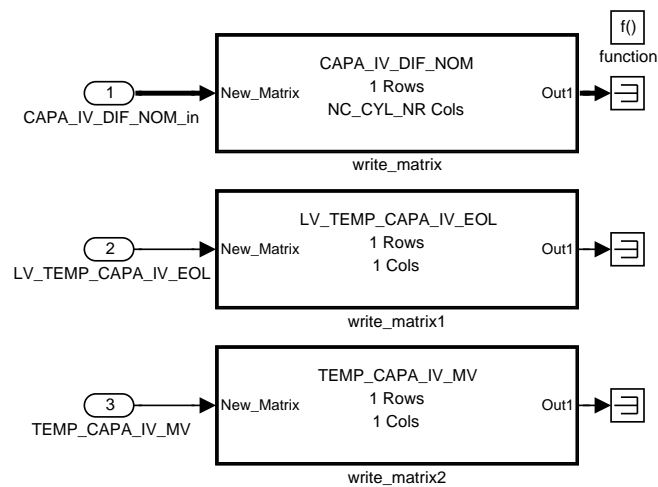 f()
function
CAPA_IV_DIF_NOM
1 Rows
NC_CYL_NR Cols
1
New_Matrix
Out1
CAPA_IV_DIF_NOM_in
write_matrix
LV_TEMP_CAPA_IV_EOL
1 Rows
1 Cols
2
New_Matrix
Out1
LV_TEMP_CAPA_IV_EOL
write_matrix1
TEMP_CAPA_IV_MV
1 Rows
1 Cols
3
New_Matrix
Out1
TEMP_CAPA_IV_MV
write_matrix2